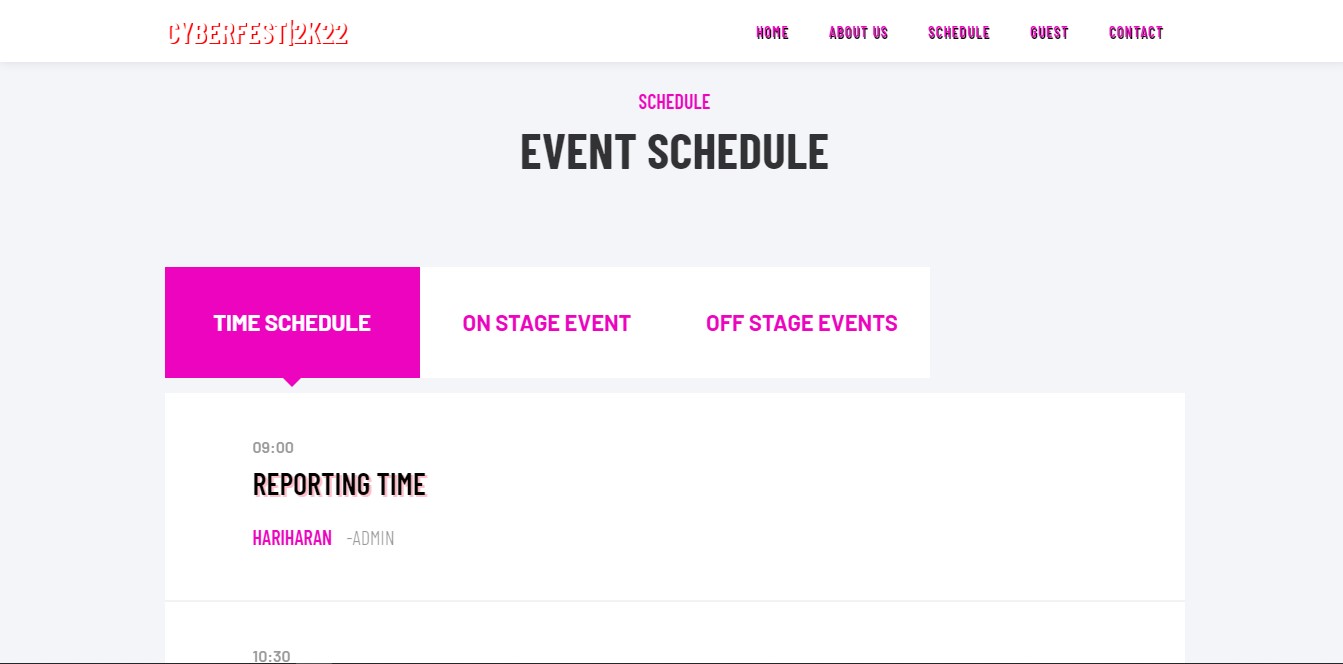 CYBERFEST|2K22 HOME ABOUT US SCHEDULE GUEST CONTACT
SCHEDULE
EVENT SCHEDULE
TIME SCHEDULE ON STAGE EVENT OFF STAGE EVENTS
09:00
REPORTING TIME
HARIHARAN -ADMIN
10:30